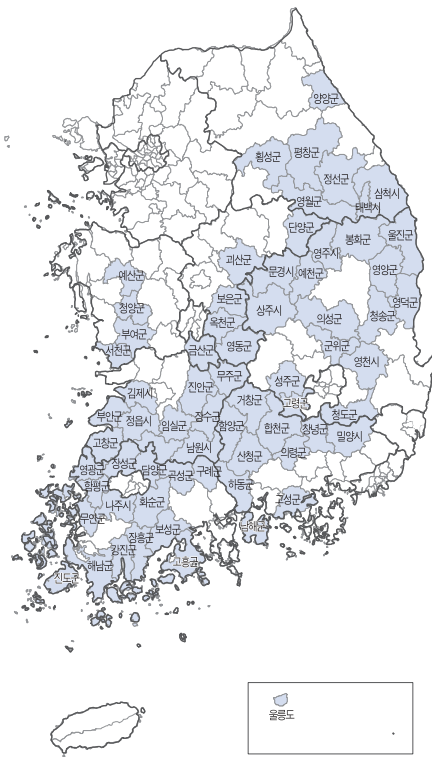 양양군
횡성군
평창군
정선군
삼척시
영월군
태백시
단양군
울진군
봉화군
영주시
괴산군
예산군
문경시
예천군
영양군
보은군
영덕군
청양군
상주시
의성군
청송군
옥천군
부여군
서천군
금산군
영동군
군위군
영천시
무주군
진안군
성주군
김제시
거창군
고령군
부안군
정읍시
장수군
청도군
임실군
함양군
합천군
창녕군
밀양시
고창군
남원시
산청군
의령군
영광군
장성군
담양군
곡성군
구례군
함평군
하동군
나주시
화순군
고성군
무안군
보성군
남해군
장흥군
강진군
고흥군
해남군
진도군
울릉도